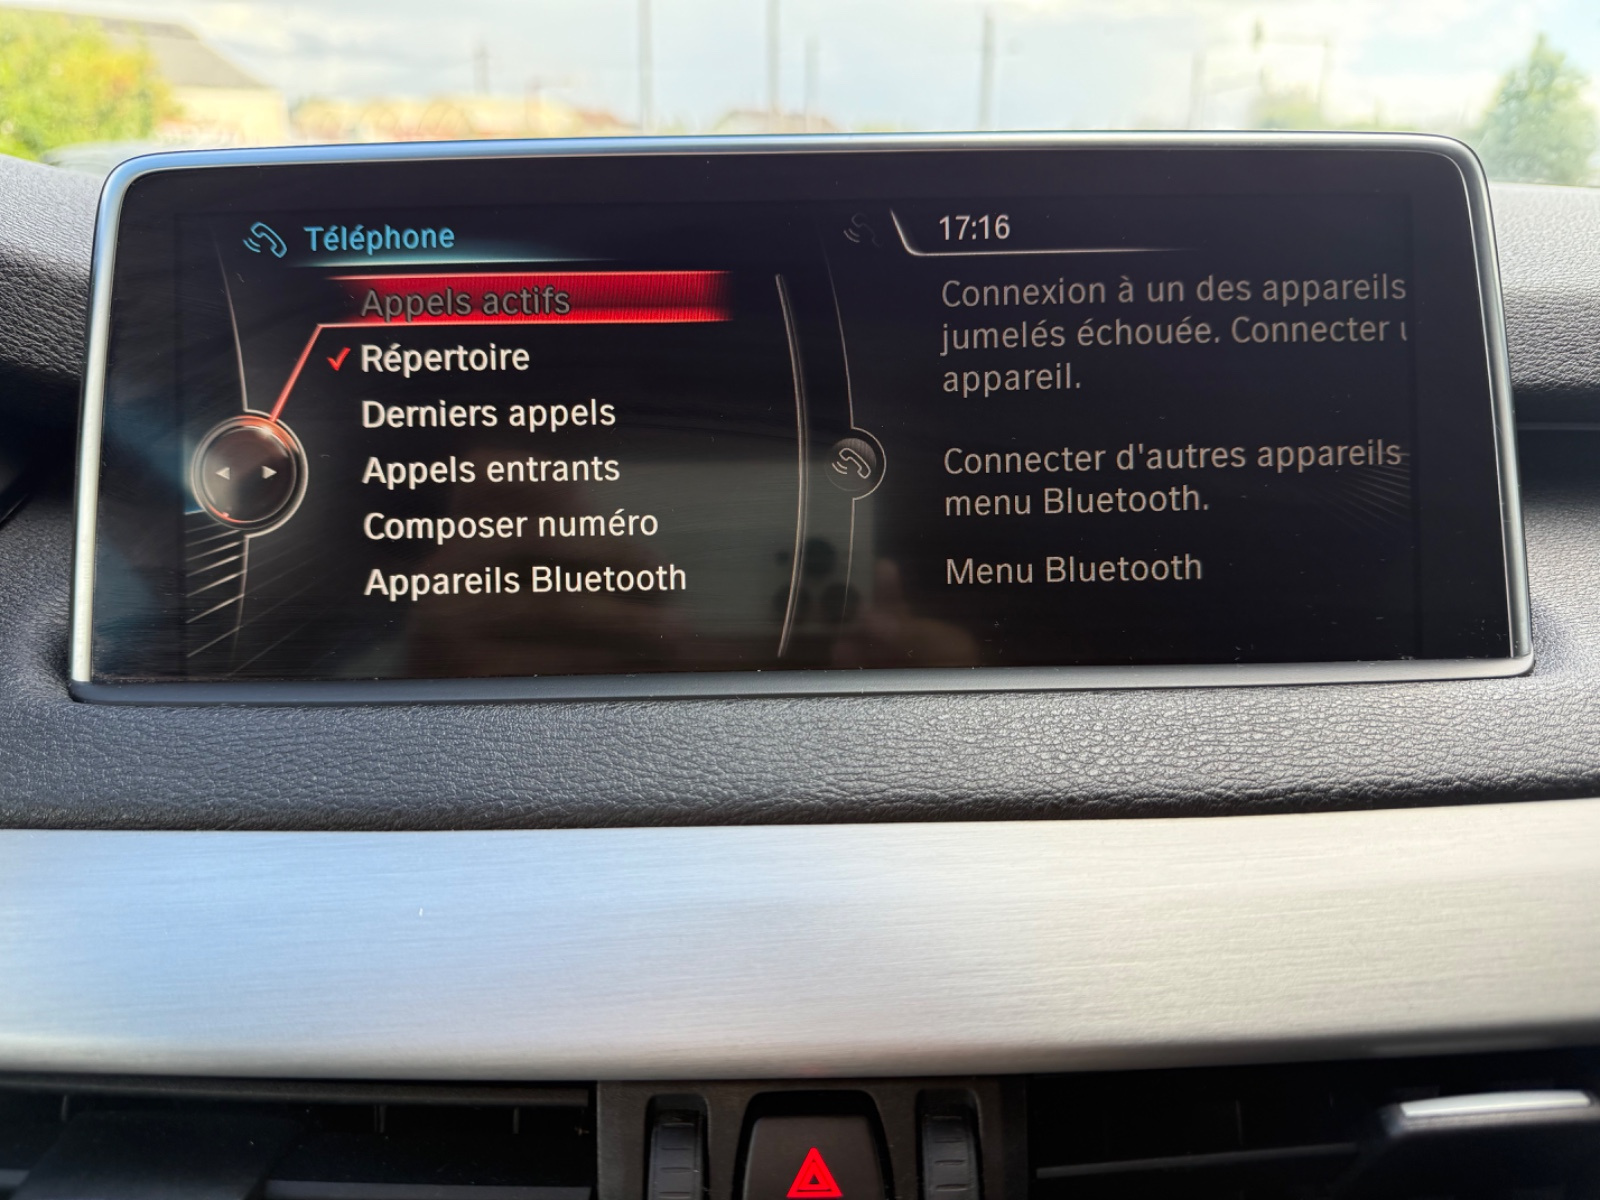 Téléphone
Appels actifs
Répertoire
Derniers appels
Appels entrants
Composer numéro
Appareils Bluetooth
17:16
Connexion à un des appareils
jumelés échouée. Connecter
appareil.
Connecter d'autres appareils
menu Bluetooth.
Menu Bluetooth